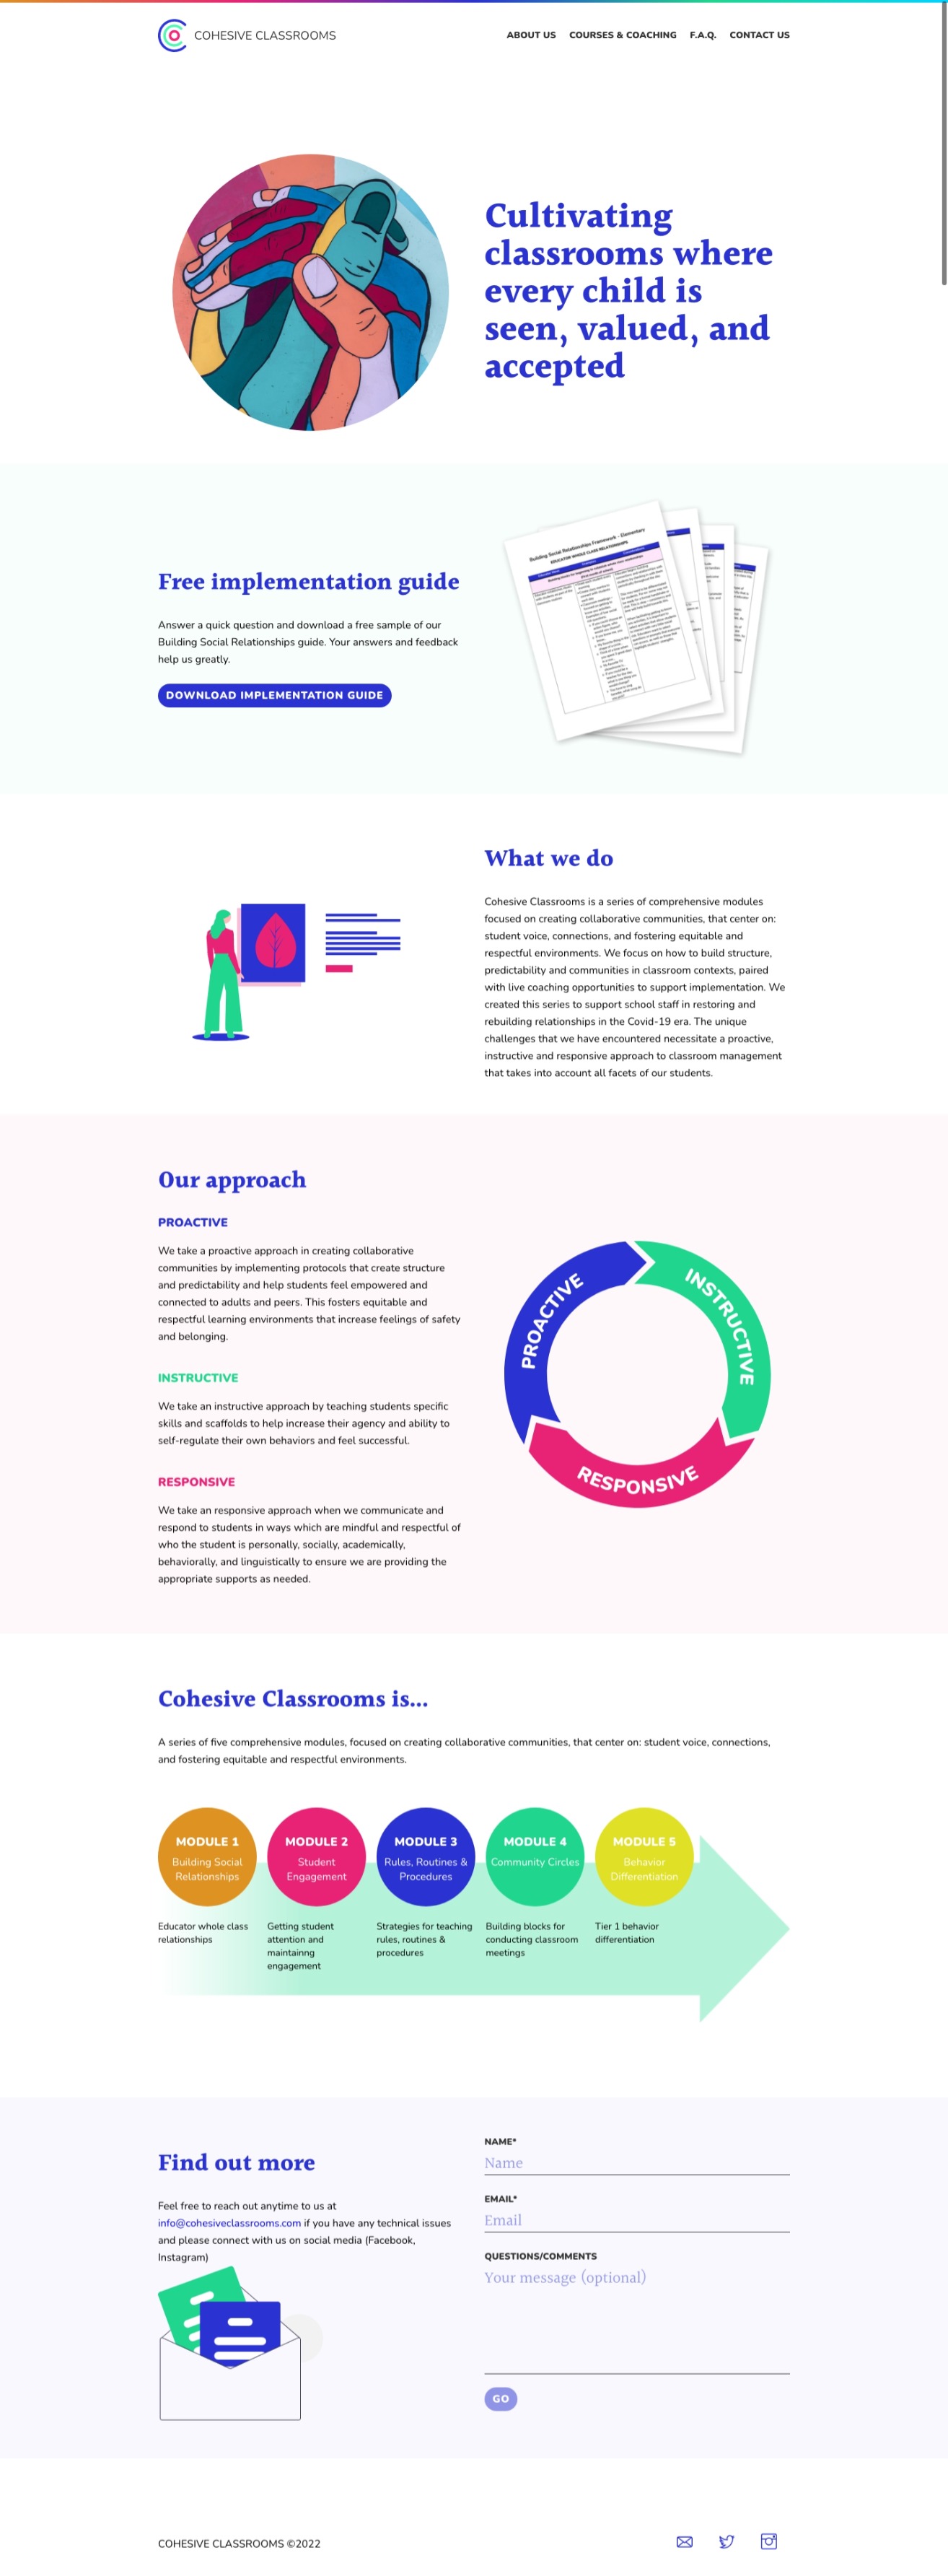 COHESIVE CLASSROOMS
ABOUT US
COURSES & COACHING
F.A.Q.
CONTACT US
Cultivating
classrooms where
every child is
seen, valued, and
accepted
Free implementation guide
Answer a quick question and download a free sample of our
Building Social Relationships guide. Your answers and feedback
help us greatly.
DOWNLOAD IMPLEMENTATION GUIDE
Building Social Relationships Framework - Elementary
EDUCATOR WHOLE CLASS RELATIONSHIPS
What we do
Cohesive Classrooms is a series of comprehensive modules
focused on creating collaborative communities, that center on:
student voice, connections, and fostering equitable and
respectful environments. We focus on how to build structure,
predictability and communities in classroom contexts, paired
with live coaching opportunities to support implementation. We
created this series to support school staff in restoring and
rebuilding relationships in the Covid-19 era. The unique
challenges that we have encountered necessitate a proactive,
instructive and responsive approach to classroom management
that takes into account all facets of our students.
Our approach
PROACTIVE
We take a proactive approach in creating collaborative
communities by implementing protocols that create structure
and predictability and help students feel empowered and
connected to adults and peers. This fosters equitable and
respectful learning environments that increase feelings of safety
and belonging.
INSTRUCTIVE
We take an instructive approach by teaching students specific
skills and scaffolds to help increase their agency and ability to
self-regulate their own behaviors and feel successful.
RESPONSIVE
We take an responsive approach when we communicate and
respond to students in ways which are mindful and respectful of
who the student is personally, socially, academically,
behaviorally, and linguistically to ensure we are providing the
appropriate supports as needed.
PROACTIVE
INSTRUCTIVE
RESPONSIVE
Cohesive Classrooms is...
A series of five comprehensive modules, focused on creating collaborative communities, that center on: student voice, connections,
and fostering equitable and respectful environments.
MODULE 1
Building Social
Relationships
Educator whole class
relationships
MODULE 2
Student
Engagement
Getting student
attention and
maintainng
engagement
MODULE 3
Rules, Routines &
Procedures
Strategies for teaching
rules, routines &
procedures
MODULE 4
Community Circles
Building blocks for
conducting classroom
meetings
MODULE 5
Behavior
Differentiation
Tier 1 behavior
differentiation
Find out more
Feel free to reach out anytime to us at
info@cohesiveclassrooms.com if you have any technical issues
and please connect with us on social media (Facebook,
Instagram)
NAME*
Name
EMAIL*
Email
QUESTIONS/COMMENTS
Your message (optional)
GO
COHESIVE CLASSROOMS ©2022